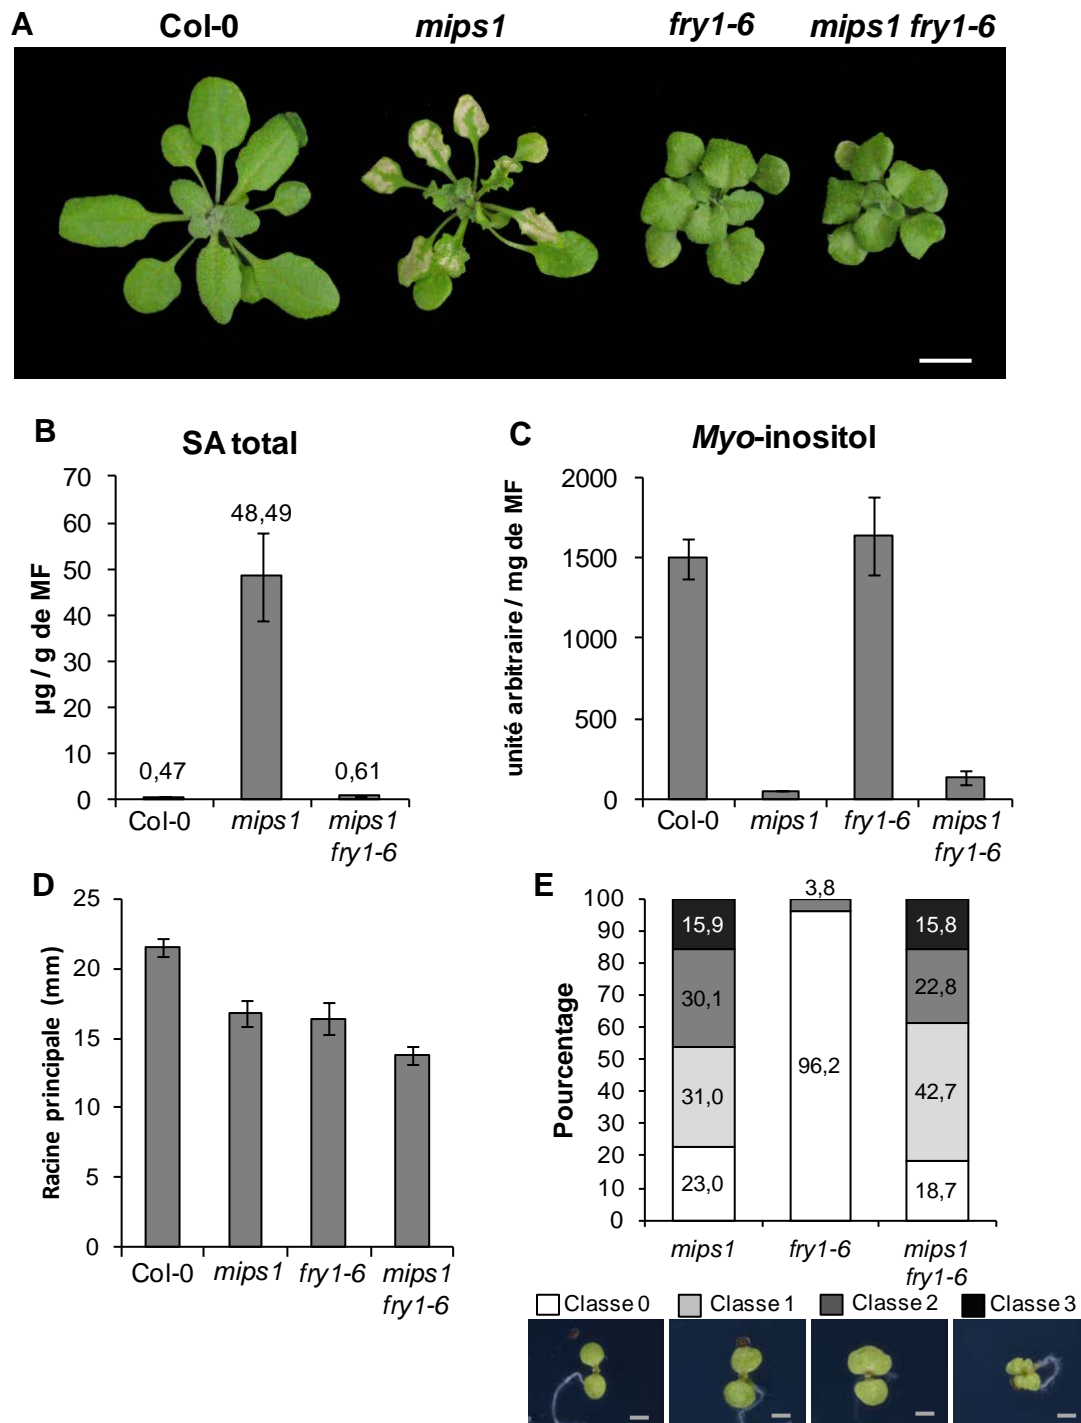 A
Col-0 mips1 fry1-6 mips1 fry1-6
B
SA total
µg / g de MF
70
60
50
40
30
20
10
0
0,47
48,49
0,61
Col-0 mips1 mips1
fry1-6
C
Myo-inositol
unité arbitraire / mg de MF
2000
1500
1000
500
0
Col-0 mips1 fry1-6 mips1
fry1-6
D
Racine principale (mm)
25
20
15
10
5
0
Col-0 mips1 fry1-6 mips1
fry1-6
E
Pourcentage
100
90
80
70
60
50
40
30
20
10
0
15,9
30,1
31,0
23,0
3,8
96,2
15,8
22,8
42,7
18,7
mips1 fry1-6 mips1
fry1-6
Classe 0 Classe 1 Classe 2 Classe 3